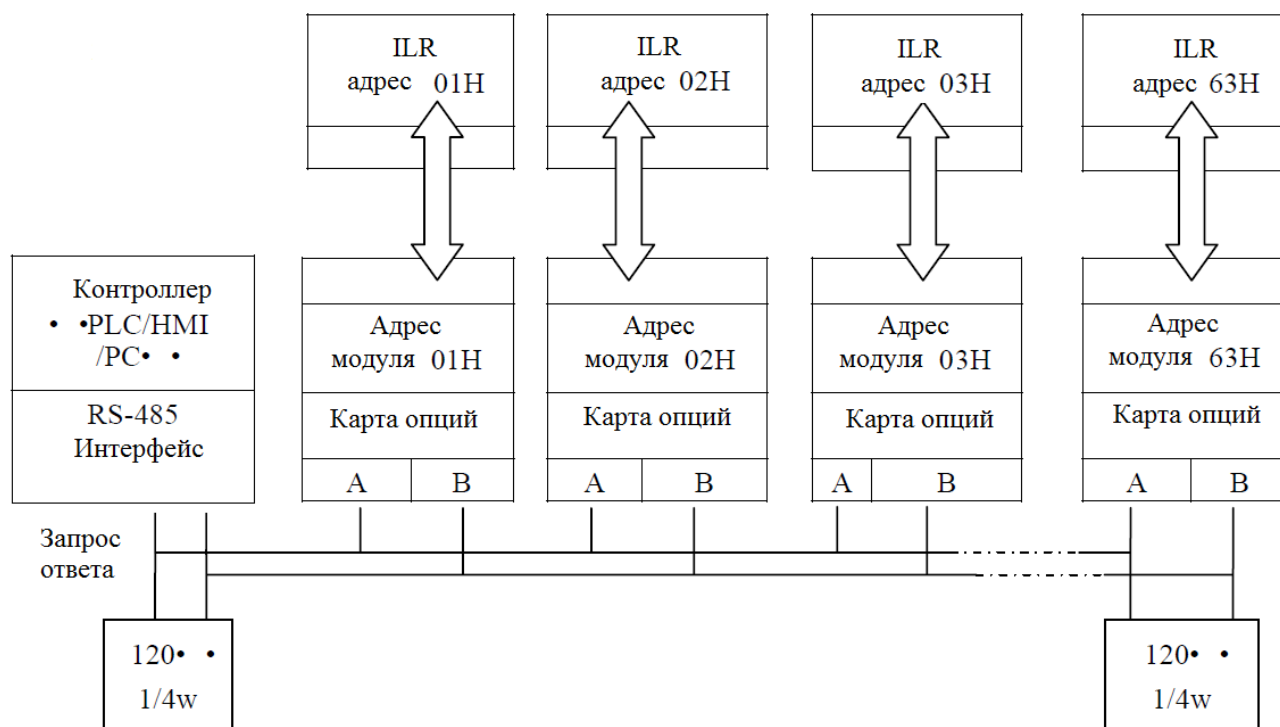 ILR
адрес 01H
ILR
адрес 02H
ILR
адрес 03H
ILR
адрес 63H
Контроллер
• •PLC/HMI
/PC• •
RS-485
Интерфейс
Адрес
модуля 01H
Карта опций
A B
Адрес
модуля 02H
Карта опций
A B
Адрес
модуля 03H
Карта опций
A B
Адрес
модуля 63H
Карта опций
A B
Запрос
ответа
120• •
1/4w
120• •
1/4w